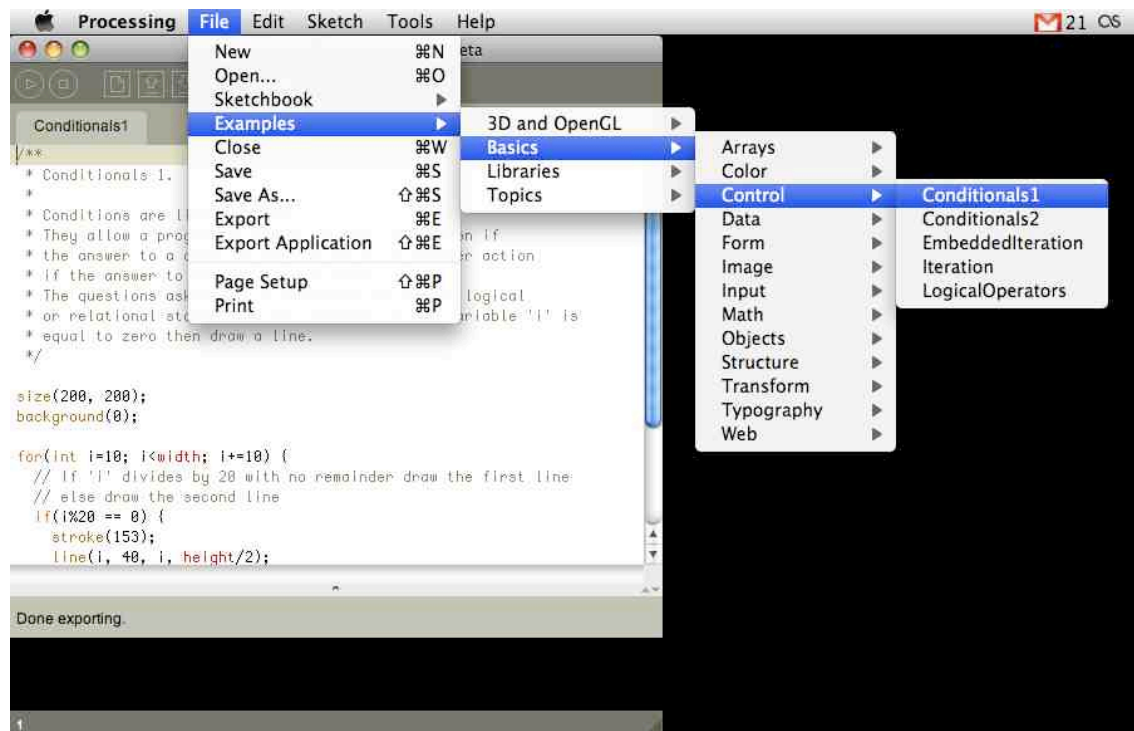 Processing File Edit Sketch Tools Help 21
eta
New ⌘N
Open... ⌘O
Sketchbook
Examples
Close ⌘W
Save ⌘S
Save As... ⇧⌘S
Export ⌘E
Export Application ⇧⌘E
Page Setup ⇧⌘P
Print ⌘P
3D and OpenGL
Basics
Libraries
Topics
Arrays
Color
Control
Data
Form
Image
Input
Math
Objects
Structure
Transform
Typography
Web
Conditionals1
Conditionals2
EmbeddedIteration
Iteration
LogicalOperators
Conditionals1
/**
* Conditionals 1.
*
* Conditions are
* They allow a if
* the answer to a action
* if the answer to
* The questions logical
* or relational 'i' is
* equal to zero then draw a line.
*/
size(200, 200);
background(0);
for(int i=10; i<width; i+=10) {
// If 'i' divides by 20 with no remainder draw the first line
// else draw the second line
if(i%20 == 0) {
stroke(153);
line(i, 40, i, height/2);
Done exporting.
1